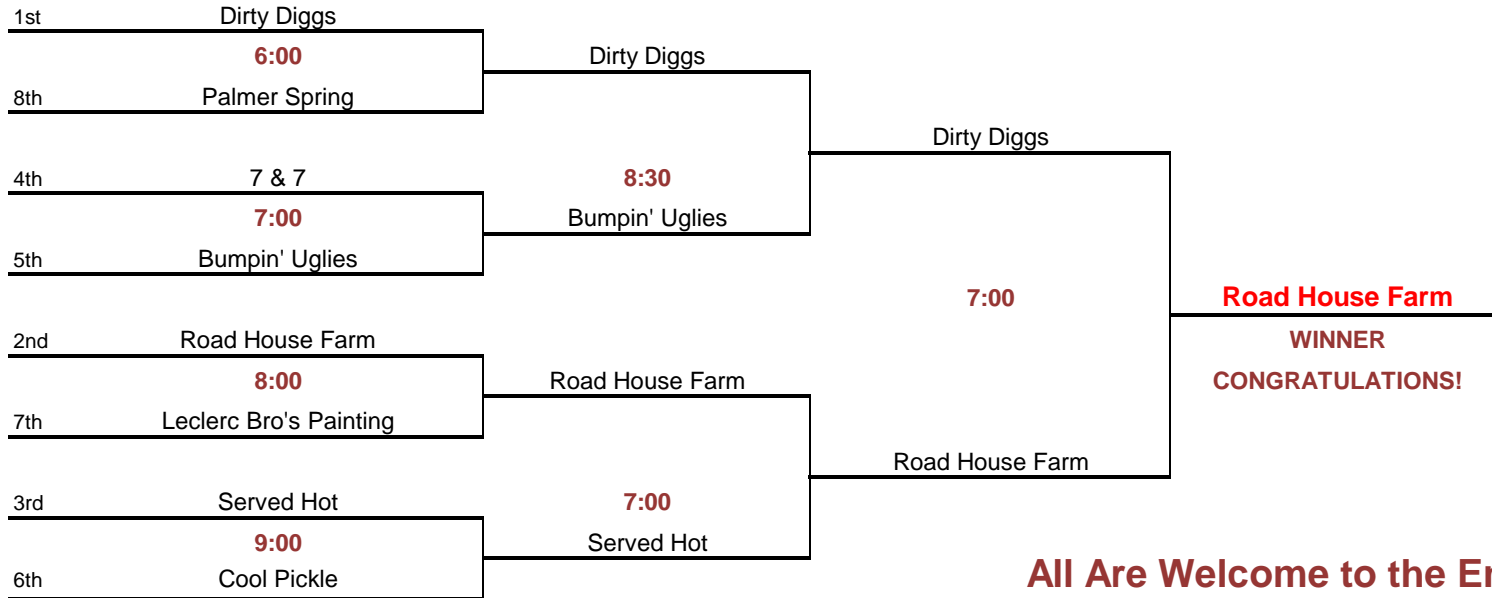 1st Dirty Diggs
6:00 Dirty Diggs
8th Palmer Spring
Dirty Diggs
4th 7 & 7 8:30
7:00 Bumpin' Uglies
5th Bumpin' Uglies
7:00 Road House Farm
2nd Road House Farm WINNER
8:00 Road House Farm CONGRATULATIONS!
7th Leclerc Bro's Painting
Road House Farm
3rd Served Hot 7:00
9:00 Served Hot
6th Cool Pickle All Are Welcome to the